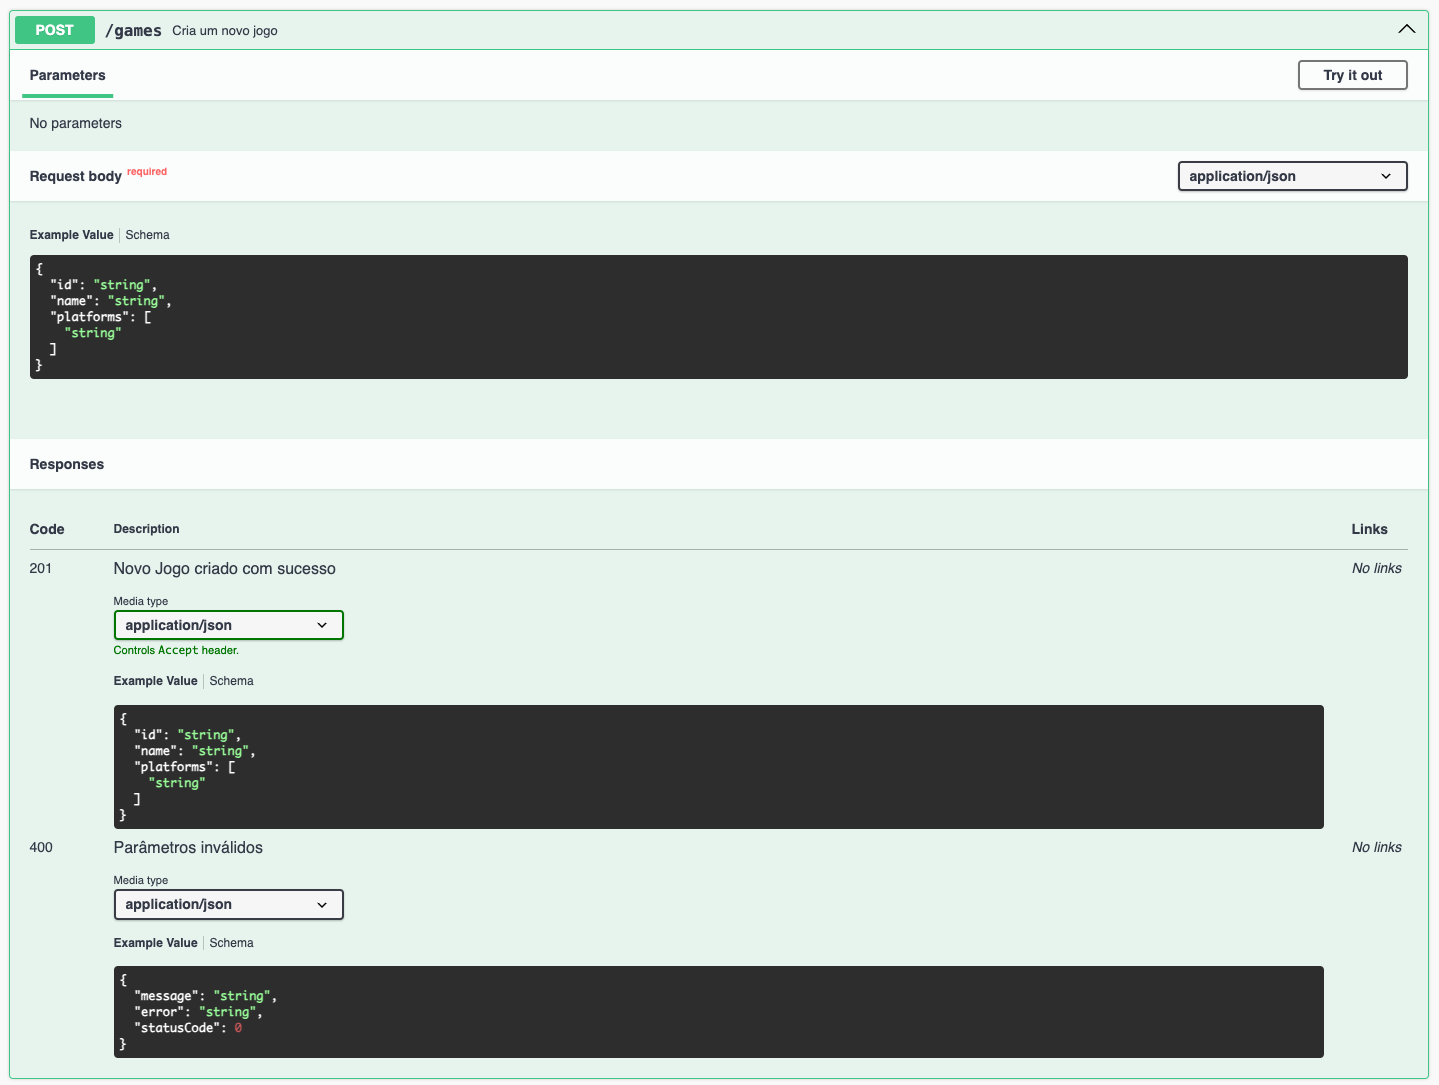 POST /games Cria um novo jogo
Parameters Try it out
No parameters
Request body required application/json
Example Value Schema
{
  "id": "string",
  "name": "string",
  "platforms": [
    "string"
  ]
}
Responses
Code Description Links
201 Novo Jogo criado com sucesso No links
Media type
application/json
Controls Accept header.
Example Value Schema
{
  "id": "string",
  "name": "string",
  "platforms": [
    "string"
  ]
}
400 Parâmetros inválidos No links
Media type
application/json
Example Value Schema
{
  "message": "string",
  "error": "string",
  "statusCode": 0
}